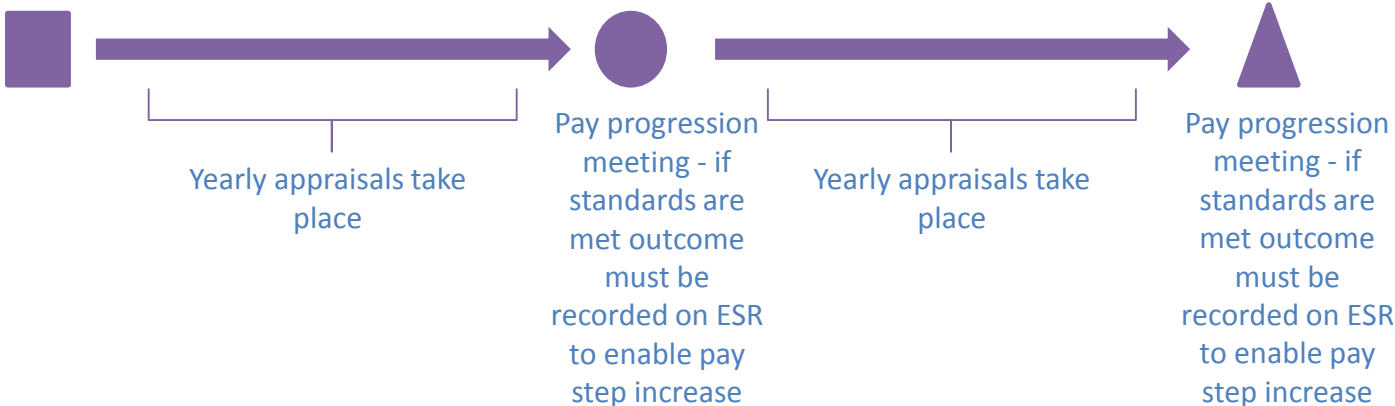 Yearly appraisals take
place
Pay progression
meeting - if
standards are
met outcome
must be
recorded on ESR
to enable pay
step increase
Yearly appraisals take
place
Pay progression
meeting - if
standards are
met outcome
must be
recorded on ESR
to enable pay
step increase